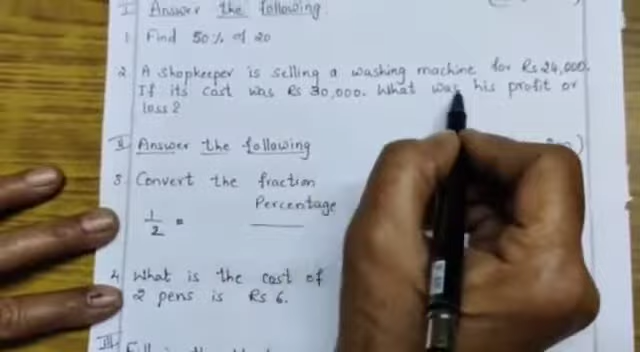 I Answer the following
1 Find 50% of 20
2. A Shopkeeper is selling a washing machine for Rs 24,000.
If its cost was Rs 30,000. What was his profit or
loss?
II Answer the following
3 Convert the fraction
Percentage
1/2 =
4 What is the cost of
2 pens is Rs 6.
III